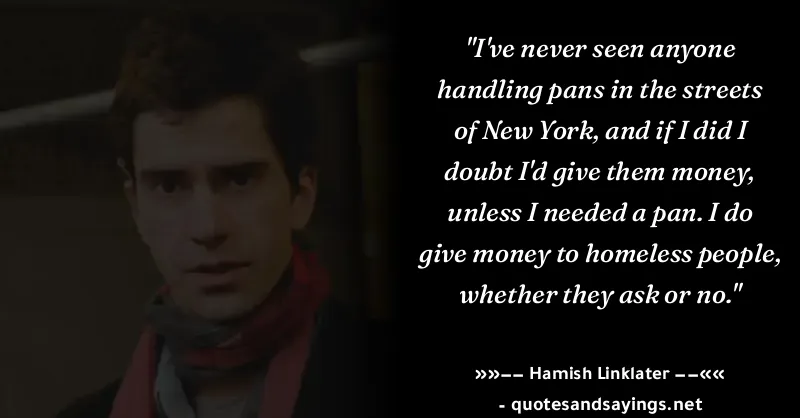 "I've never seen anyone
handling pans in the streets
of New York, and if I did I
doubt I'd give them money,
unless I needed a pan. I do
give money to homeless people,
whether they ask or no."
»»−− Hamish Linklater −−««
- quotesandsayings.net